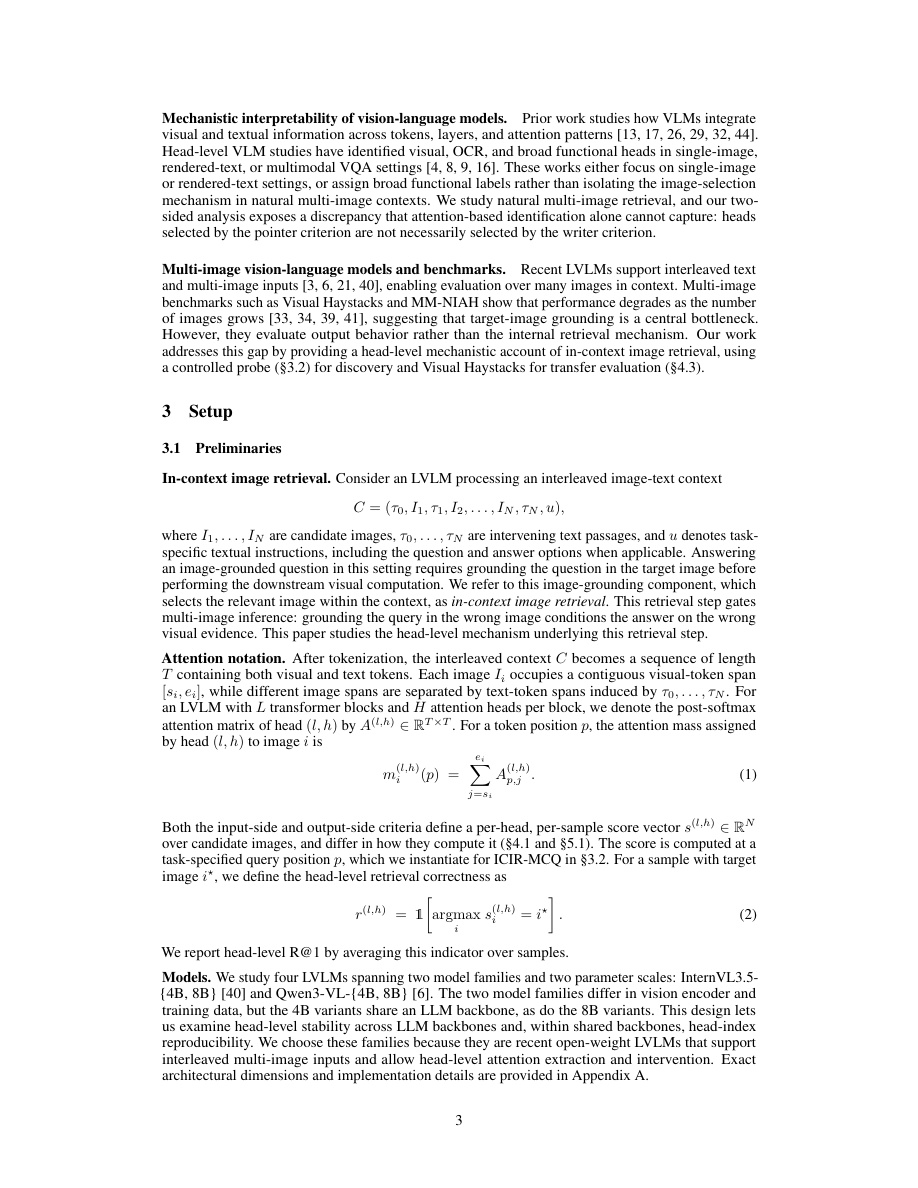 Mechanistic interpretability of vision-language models. Prior work studies how VLMs integrate
visual and textual information across tokens, layers, and attention patterns [13, 17, 26, 29, 32, 44].
Head-level VLM studies have identified visual, OCR, and broad functional heads in single-image,
rendered-text, or multimodal VQA settings [4, 8, 9, 16]. These works either focus on single-image
or rendered-text settings, or assign broad functional labels rather than isolating the image-selection
mechanism in natural multi-image contexts. We study natural multi-image retrieval, and our two-
sided analysis exposes a discrepancy that attention-based identification alone cannot capture: heads
selected by the pointer criterion are not necessarily selected by the writer criterion.
Multi-image vision-language models and benchmarks. Recent LVLMs support interleaved text
and multi-image inputs [3, 6, 21, 40], enabling evaluation over many images in context. Multi-image
benchmarks such as Visual Haystacks and MM-NIAH show that performance degrades as the number
of images grows [33, 34, 39, 41], suggesting that target-image grounding is a central bottleneck.
However, they evaluate output behavior rather than the internal retrieval mechanism. Our work
addresses this gap by providing a head-level mechanistic account of in-context image retrieval, using
a controlled probe (§3.2) for discovery and Visual Haystacks for transfer evaluation (§4.3).
3 Setup
3.1 Preliminaries
In-context image retrieval. Consider an LVLM processing an interleaved image-text context
C = (τ₀, I₁, τ₁, I₂, . . . , I_N, τ_N, u),
where I₁, . . . , I_N are candidate images, τ₀, . . . , τ_N are intervening text passages, and u denotes task-
specific textual instructions, including the question and answer options when applicable. Answering
an image-grounded question in this setting requires grounding the question in the target image before
performing the downstream visual computation. We refer to this image-grounding component, which
selects the relevant image within the context, as in-context image retrieval. This retrieval step gates
multi-image inference: grounding the query in the wrong image conditions the answer on the wrong
visual evidence. This paper studies the head-level mechanism underlying this retrieval step.
Attention notation. After tokenization, the interleaved context C becomes a sequence of length
T containing both visual and text tokens. Each image I_i occupies a contiguous visual-token span
[s_i, e_i], while different image spans are separated by text-token spans induced by τ₀, . . . , τ_N. For
an LVLM with L transformer blocks and H attention heads per block, we denote the post-softmax
attention matrix of head (l, h) by A^(l,h) ∈ ℝ^{T×T}. For a token position p, the attention mass assigned
by head (l, h) to image i is
m_i^(l,h)(p) = ∑_{j=s_i}^{e_i} A_{p,j}^(l,h). (1)
Both the input-side and output-side criteria define a per-head, per-sample score vector s^(l,h) ∈ ℝ^N
over candidate images, and differ in how they compute it (§4.1 and §5.1). The score is computed at a
task-specified query position p, which we instantiate for ICIR-MCQ in §3.2. For a sample with target
image i⋆, we define the head-level retrieval correctness as
r^(l,h) = 𝟙[argmax_i s_i^(l,h) = i⋆]. (2)
We report head-level R@1 by averaging this indicator over samples.
Models. We study four LVLMs spanning two model families and two parameter scales: InternVL3.5-
{4B, 8B} [40] and Qwen3-VL-{4B, 8B} [6]. The two model families differ in vision encoder and
training data, but the 4B variants share an LLM backbone, as do the 8B variants. This design lets
us examine head-level stability across LLM backbones and, within shared backbones, head-index
reproducibility. We choose these families because they are recent open-weight LVLMs that support
interleaved multi-image inputs and allow head-level attention extraction and intervention. Exact
architectural dimensions and implementation details are provided in Appendix A.
3